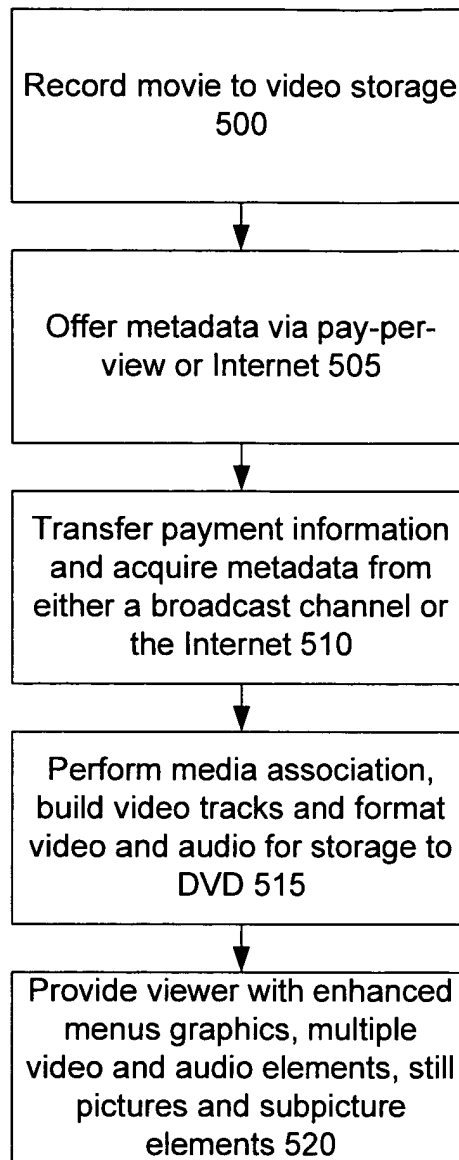 Record movie to video storage
500
Offer metadata via pay-per-
view or Internet 505
Transfer payment information
and acquire metadata from
either a broadcast channel or
the Internet 510
Perform media association,
build video tracks and format
video and audio for storage to
DVD 515
Provide viewer with enhanced
menus graphics, multiple
video and audio elements, still
pictures and subpicture
elements 520